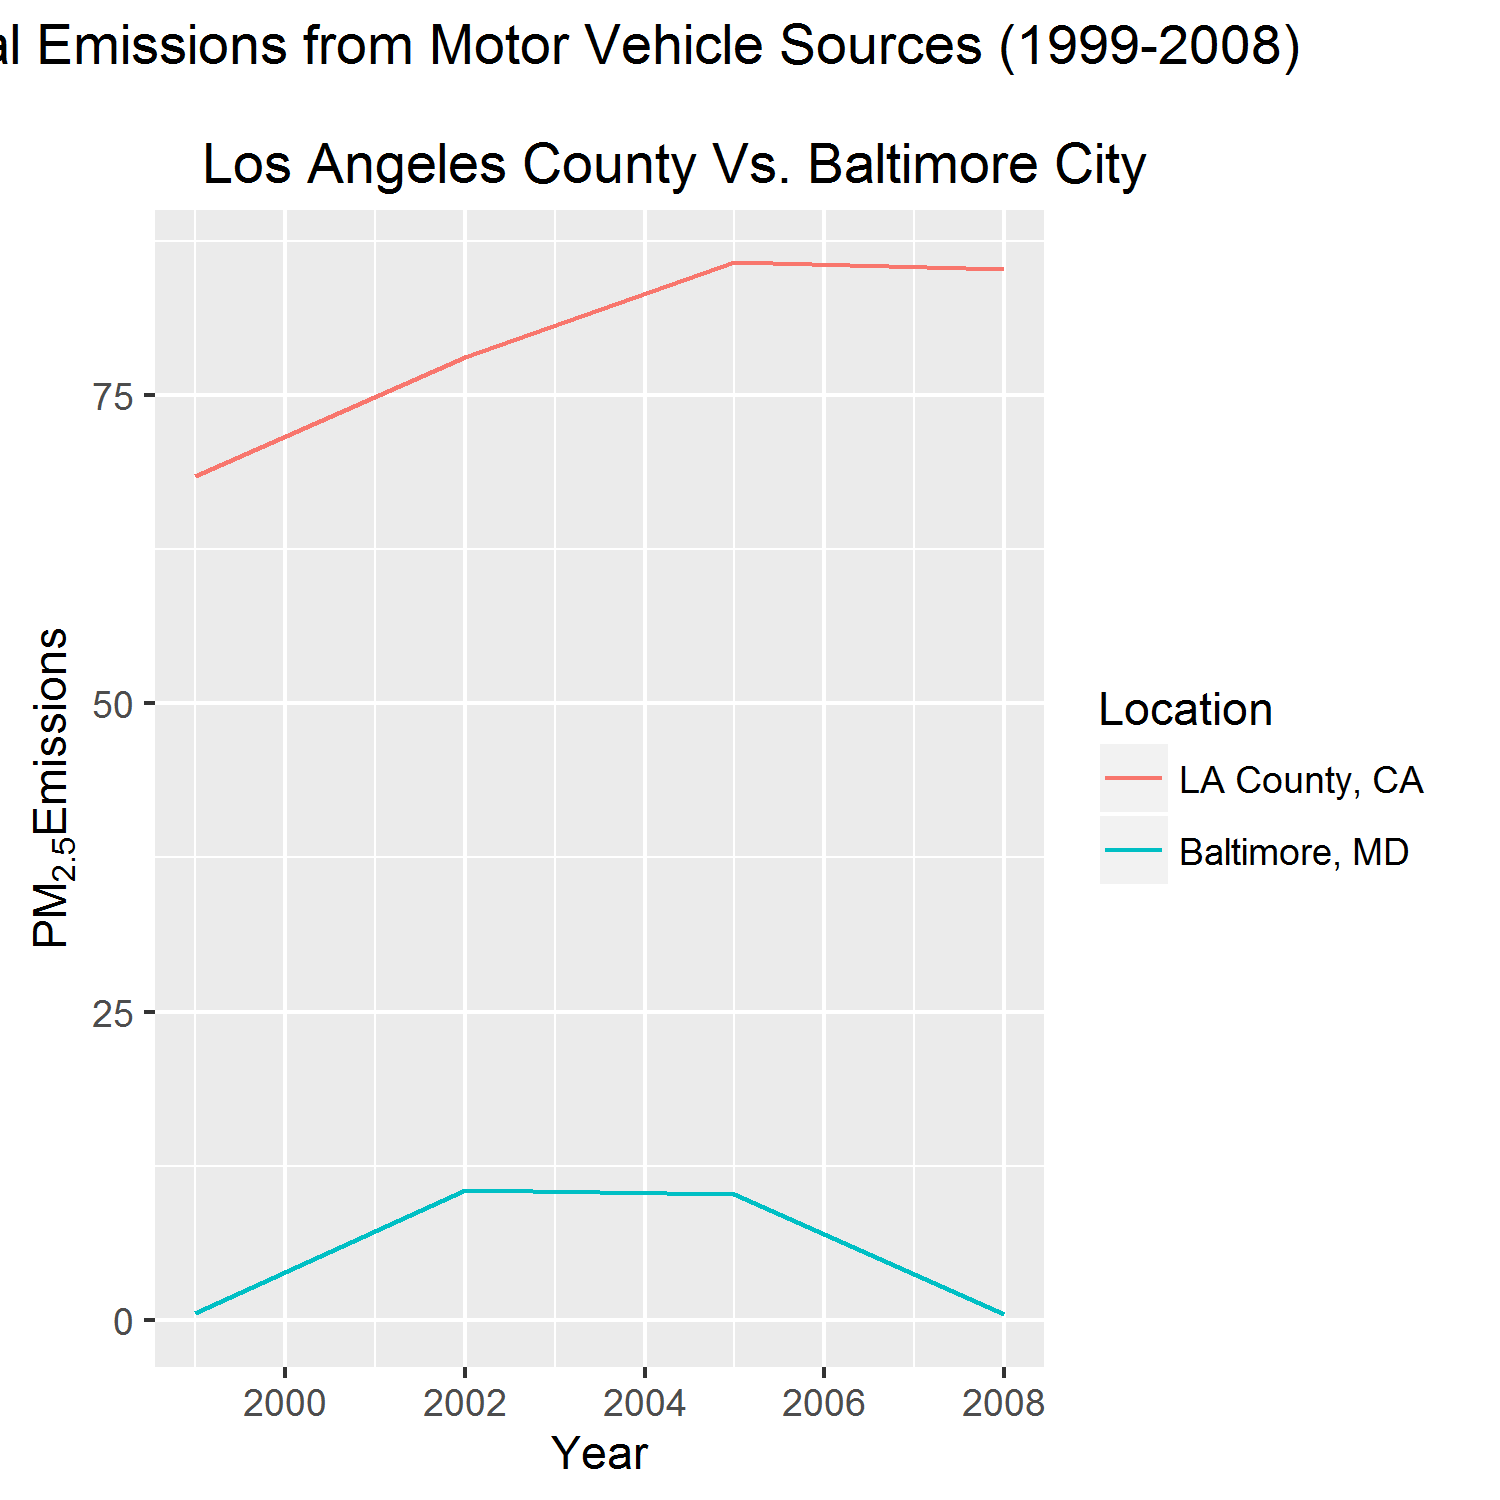 al Emissions from Motor Vehicle Sources (1999-2008)
Los Angeles County Vs. Baltimore City
75
50
25
0
PM2.5Emissions
2000 2002 2004 2006 2008
Year
Location
LA County, CA
Baltimore, MD